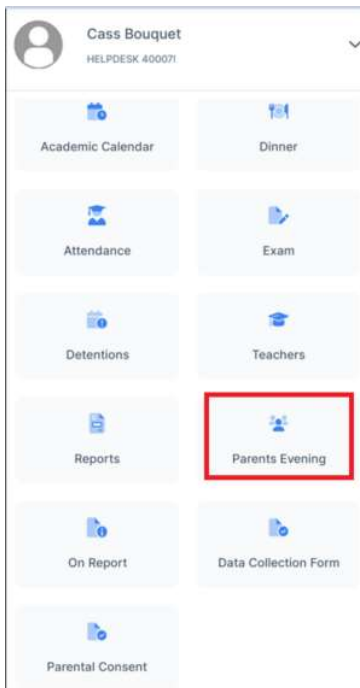 Cass Bouquet
HELPDESK 40007!
Academic Calendar
Dinner
Attendance
Exam
Detentions
Teachers
Reports
Parents Evening
On Report
Data Collection Form
Parental Consent